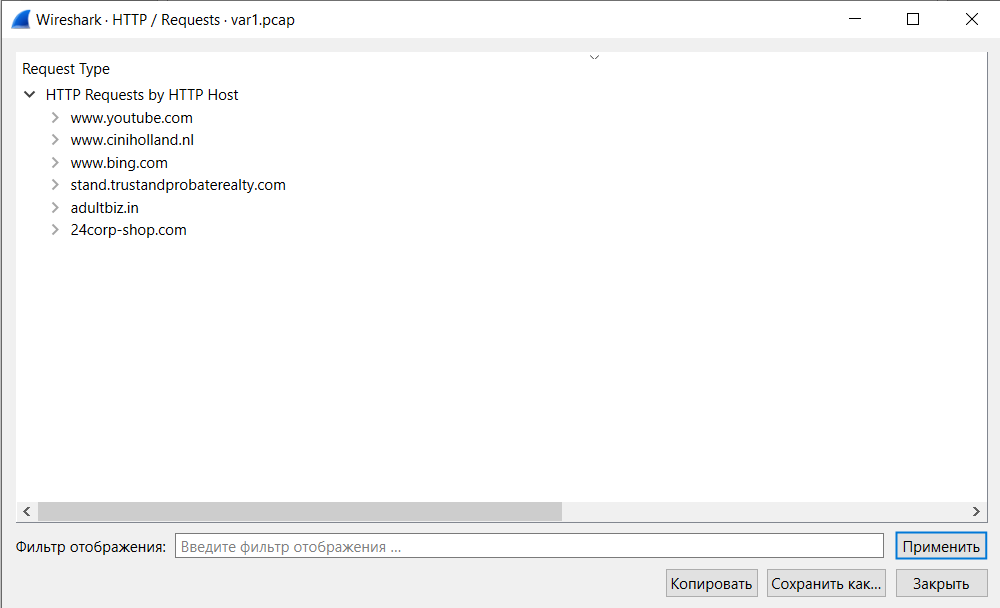 Wireshark · HTTP / Requests · var1.pcap
Request Type
HTTP Requests by HTTP Host
www.youtube.com
www.ciniholland.nl
www.bing.com
stand.trustandprobaterealty.com
adultbiz.in
24corp-shop.com
Фильтр отображения: Введите фильтр отображения ... Применить
Копировать Сохранить как... Закрыть